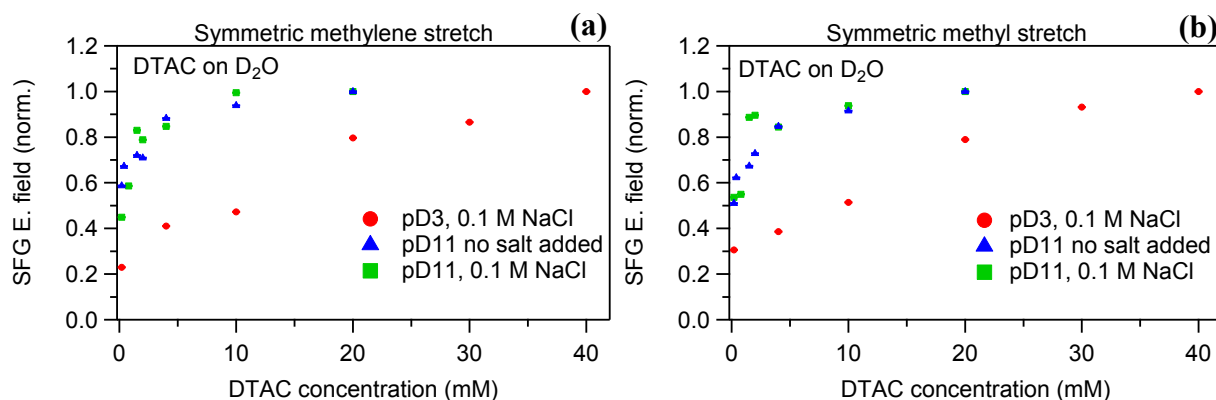 Symmetric methylene stretch
(a)
DTAC on D₂O
SFG E. field (norm.)
1.2
1.0
0.8
0.6
0.4
0.2
0.0
pD3, 0.1 M NaCl
pD11 no salt added
pD11, 0.1 M NaCl
0 10 20 30 40
DTAC concentration (mM)
Symmetric methyl stretch
(b)
DTAC on D₂O
SFG E. field (norm.)
1.2
1.0
0.8
0.6
0.4
0.2
0.0
pD3, 0.1 M NaCl
pD11 no salt added
pD11, 0.1 M NaCl
0 10 20 30 40
DTAC concentration (mM)